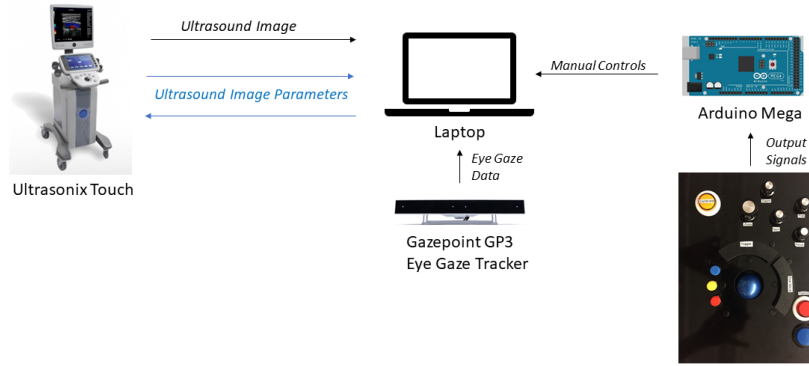 Ultrasound Image
Ultrasound Image Parameters
Ultrasonix Touch
Laptop
Manual Controls
Arduino Mega
Eye Gaze
Data
Output
Signals
Gazepoint GP3
Eye Gaze Tracker